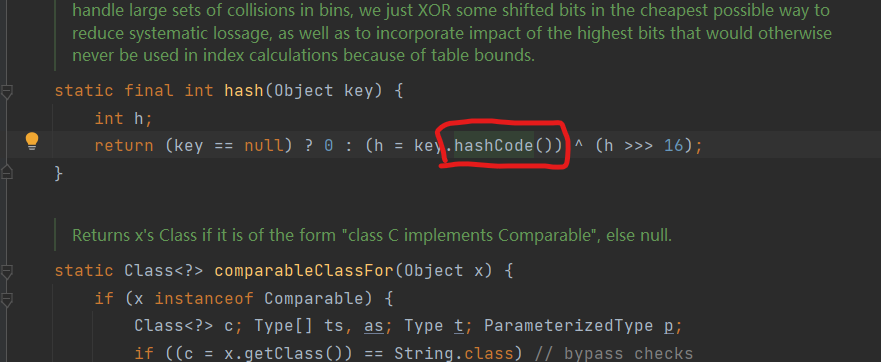 handle large sets of collisions in bins, we just XOR some shifted bits in the cheapest possible way to
reduce systematic lossage, as well as to incorporate impact of the highest bits that would otherwise
never be used in index calculations because of table bounds.
static final int hash(Object key) {
int h;
return (key == null) ? 0 : (h = key.hashCode()) ^ (h >>> 16);
}
Returns x's Class if it is of the form "class C implements Comparable", else null.
static Class<?> comparableClassFor(Object x) {
if (x instanceof Comparable) {
Class<?> c; Type[] ts, as; Type t; ParameterizedType p;
if ((c = x.getClass()) == String.class) // bypass checks